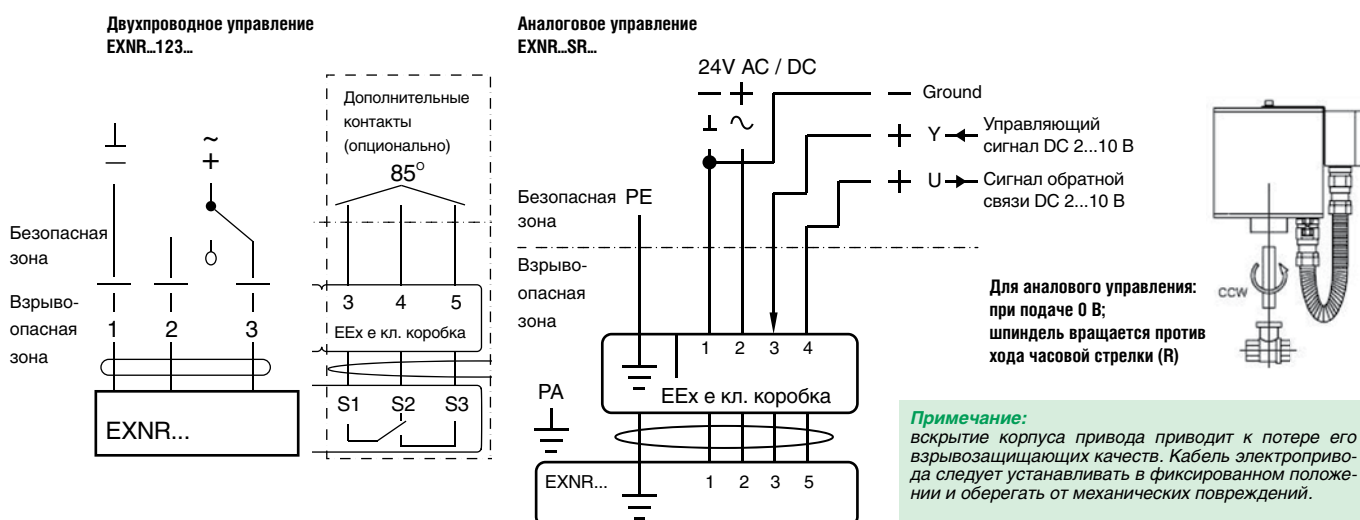 Двухпроводное управление
EXNR...123...
~
+
Безопасная
зона
Взрыво-
опасная
зона
1 2 3
EXNR...
Дополнительные
контакты
(опционально)
85°
3 4 5
EEx e кл. коробка
S1 S2 S3
Аналоговое управление
EXNR...SR...
24V AC / DC
− +
⊥ ~
− Ground
+ Y Управляющий
сигнал DC 2...10 В
+ U Сигнал обратной
связи DC 2...10 В
Безопасная PE
зона
Взрыво-
опасная
зона
1 2 3 4
EEx e кл. коробка
PA
EXNR... 1 2 3 5
CCW
Для аналового управления:
при подаче 0 В;
шпиндель вращается против
хода часовой стрелки (R)
Примечание:
вскрытие корпуса привода приводит к потере его
взрывозащищающих качеств. Кабель электроприво-
да следует устанавливать в фиксированном положе-
нии и оберегать от механических повреждений.